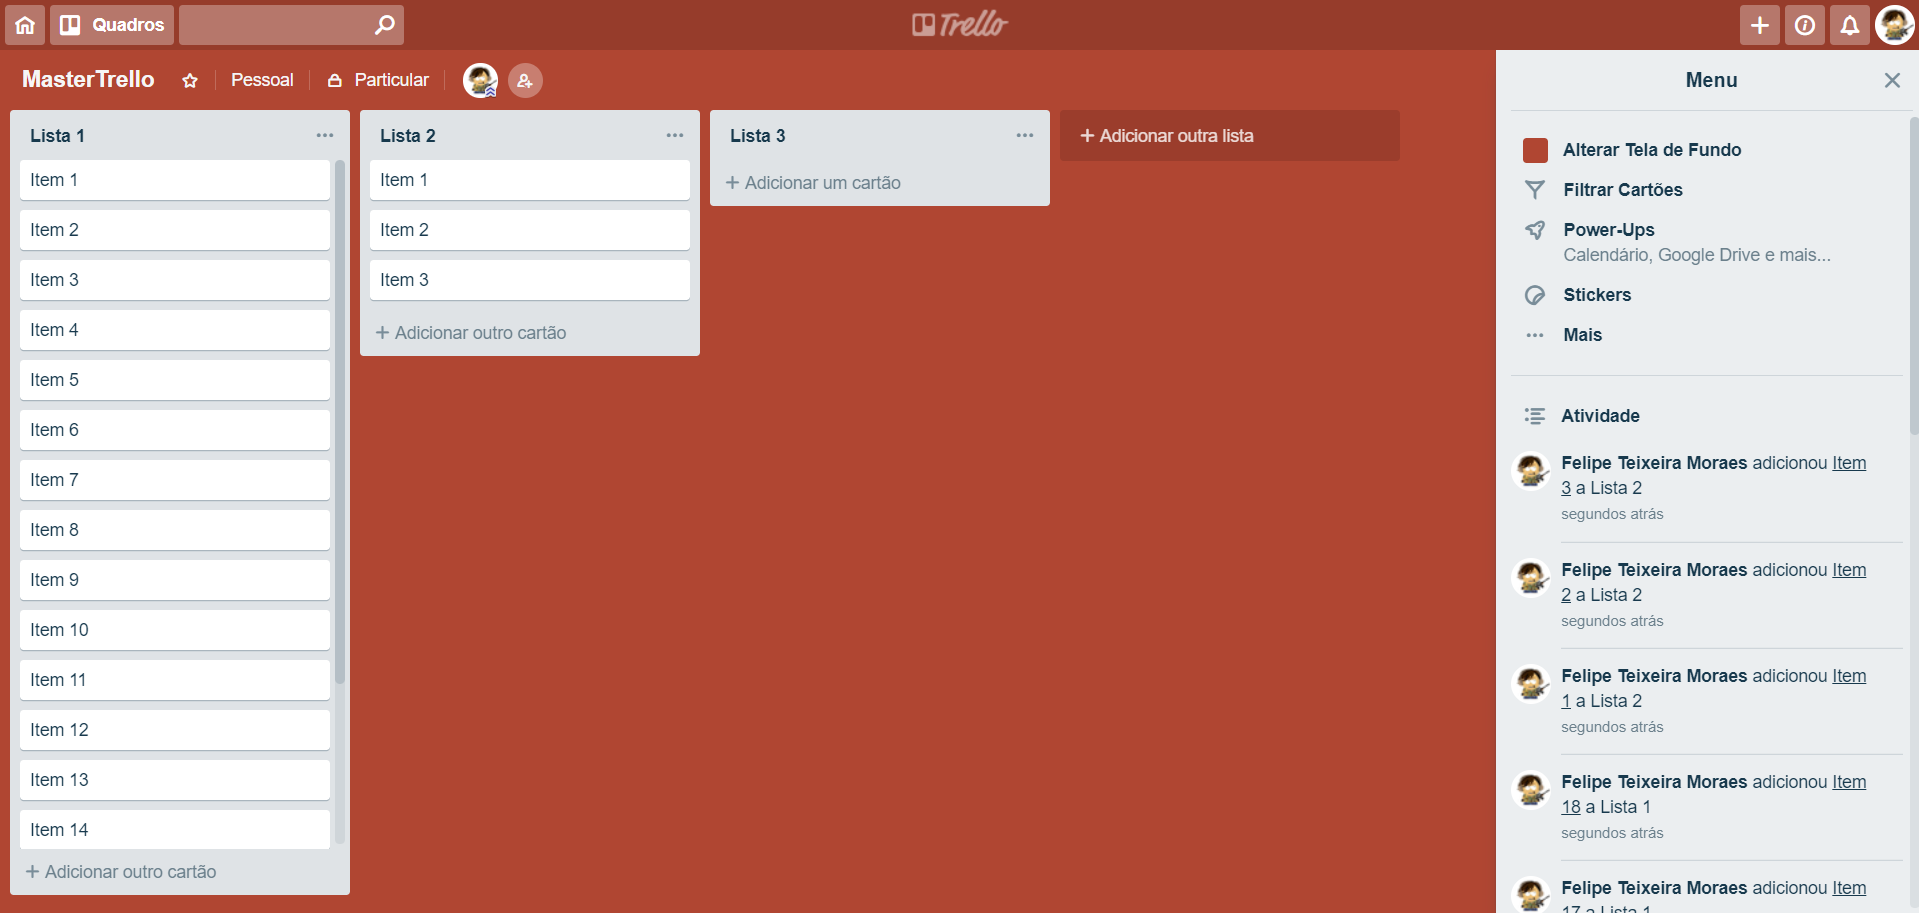 Quadros
Trello
MasterTrello
Pessoal
Particular
Lista 1
Item 1
Item 2
Item 3
Item 4
Item 5
Item 6
Item 7
Item 8
Item 9
Item 10
Item 11
Item 12
Item 13
Item 14
+ Adicionar outro cartão
Lista 2
Item 1
Item 2
Item 3
+ Adicionar outro cartão
Lista 3
+ Adicionar um cartão
+ Adicionar outra lista
Menu
Alterar Tela de Fundo
Filtrar Cartões
Power-Ups
Calendário, Google Drive e mais...
Stickers
Mais
Atividade
Felipe Teixeira Moraes adicionou Item
3 a Lista 2
segundos atrás
Felipe Teixeira Moraes adicionou Item
2 a Lista 2
segundos atrás
Felipe Teixeira Moraes adicionou Item
1 a Lista 2
segundos atrás
Felipe Teixeira Moraes adicionou Item
18 a Lista 1
segundos atrás
Felipe Teixeira Moraes adicionou Item
17 a Lista 1